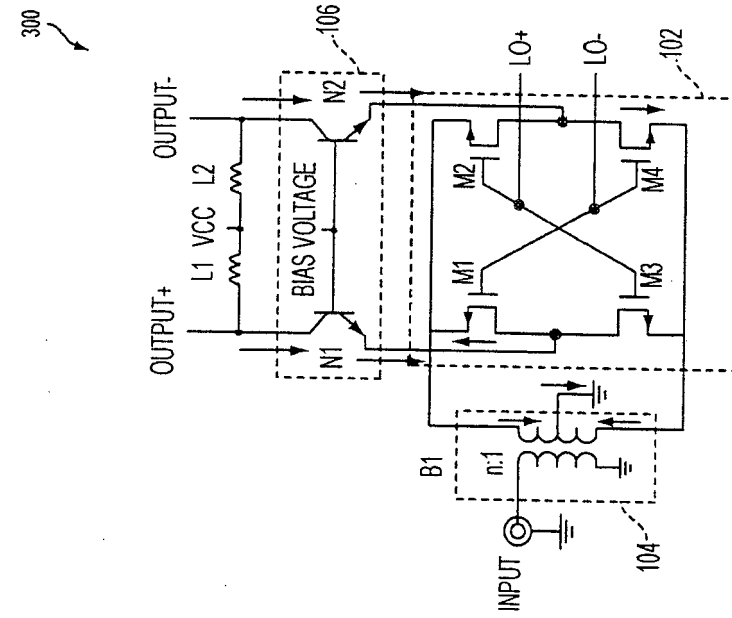 300
OUTPUT+
OUTPUT-
L1 VCC L2
106
BIAS VOLTAGE
N1
N2
LO+
LO-
102
M1
M2
M3
M4
B1
n:1
INPUT
104